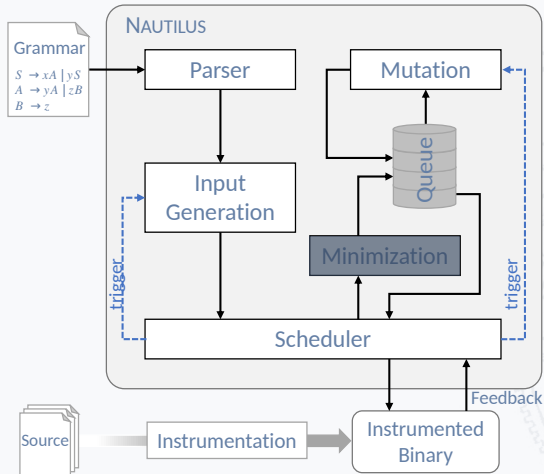 NAUTILUS
Grammar
S → xA | yS
A → yA | zB
B → z
Parser
Mutation
Queue
Input
Generation
Minimization
trigger
trigger
Scheduler
Feedback
Source
Instrumentation
Instrumented
Binary